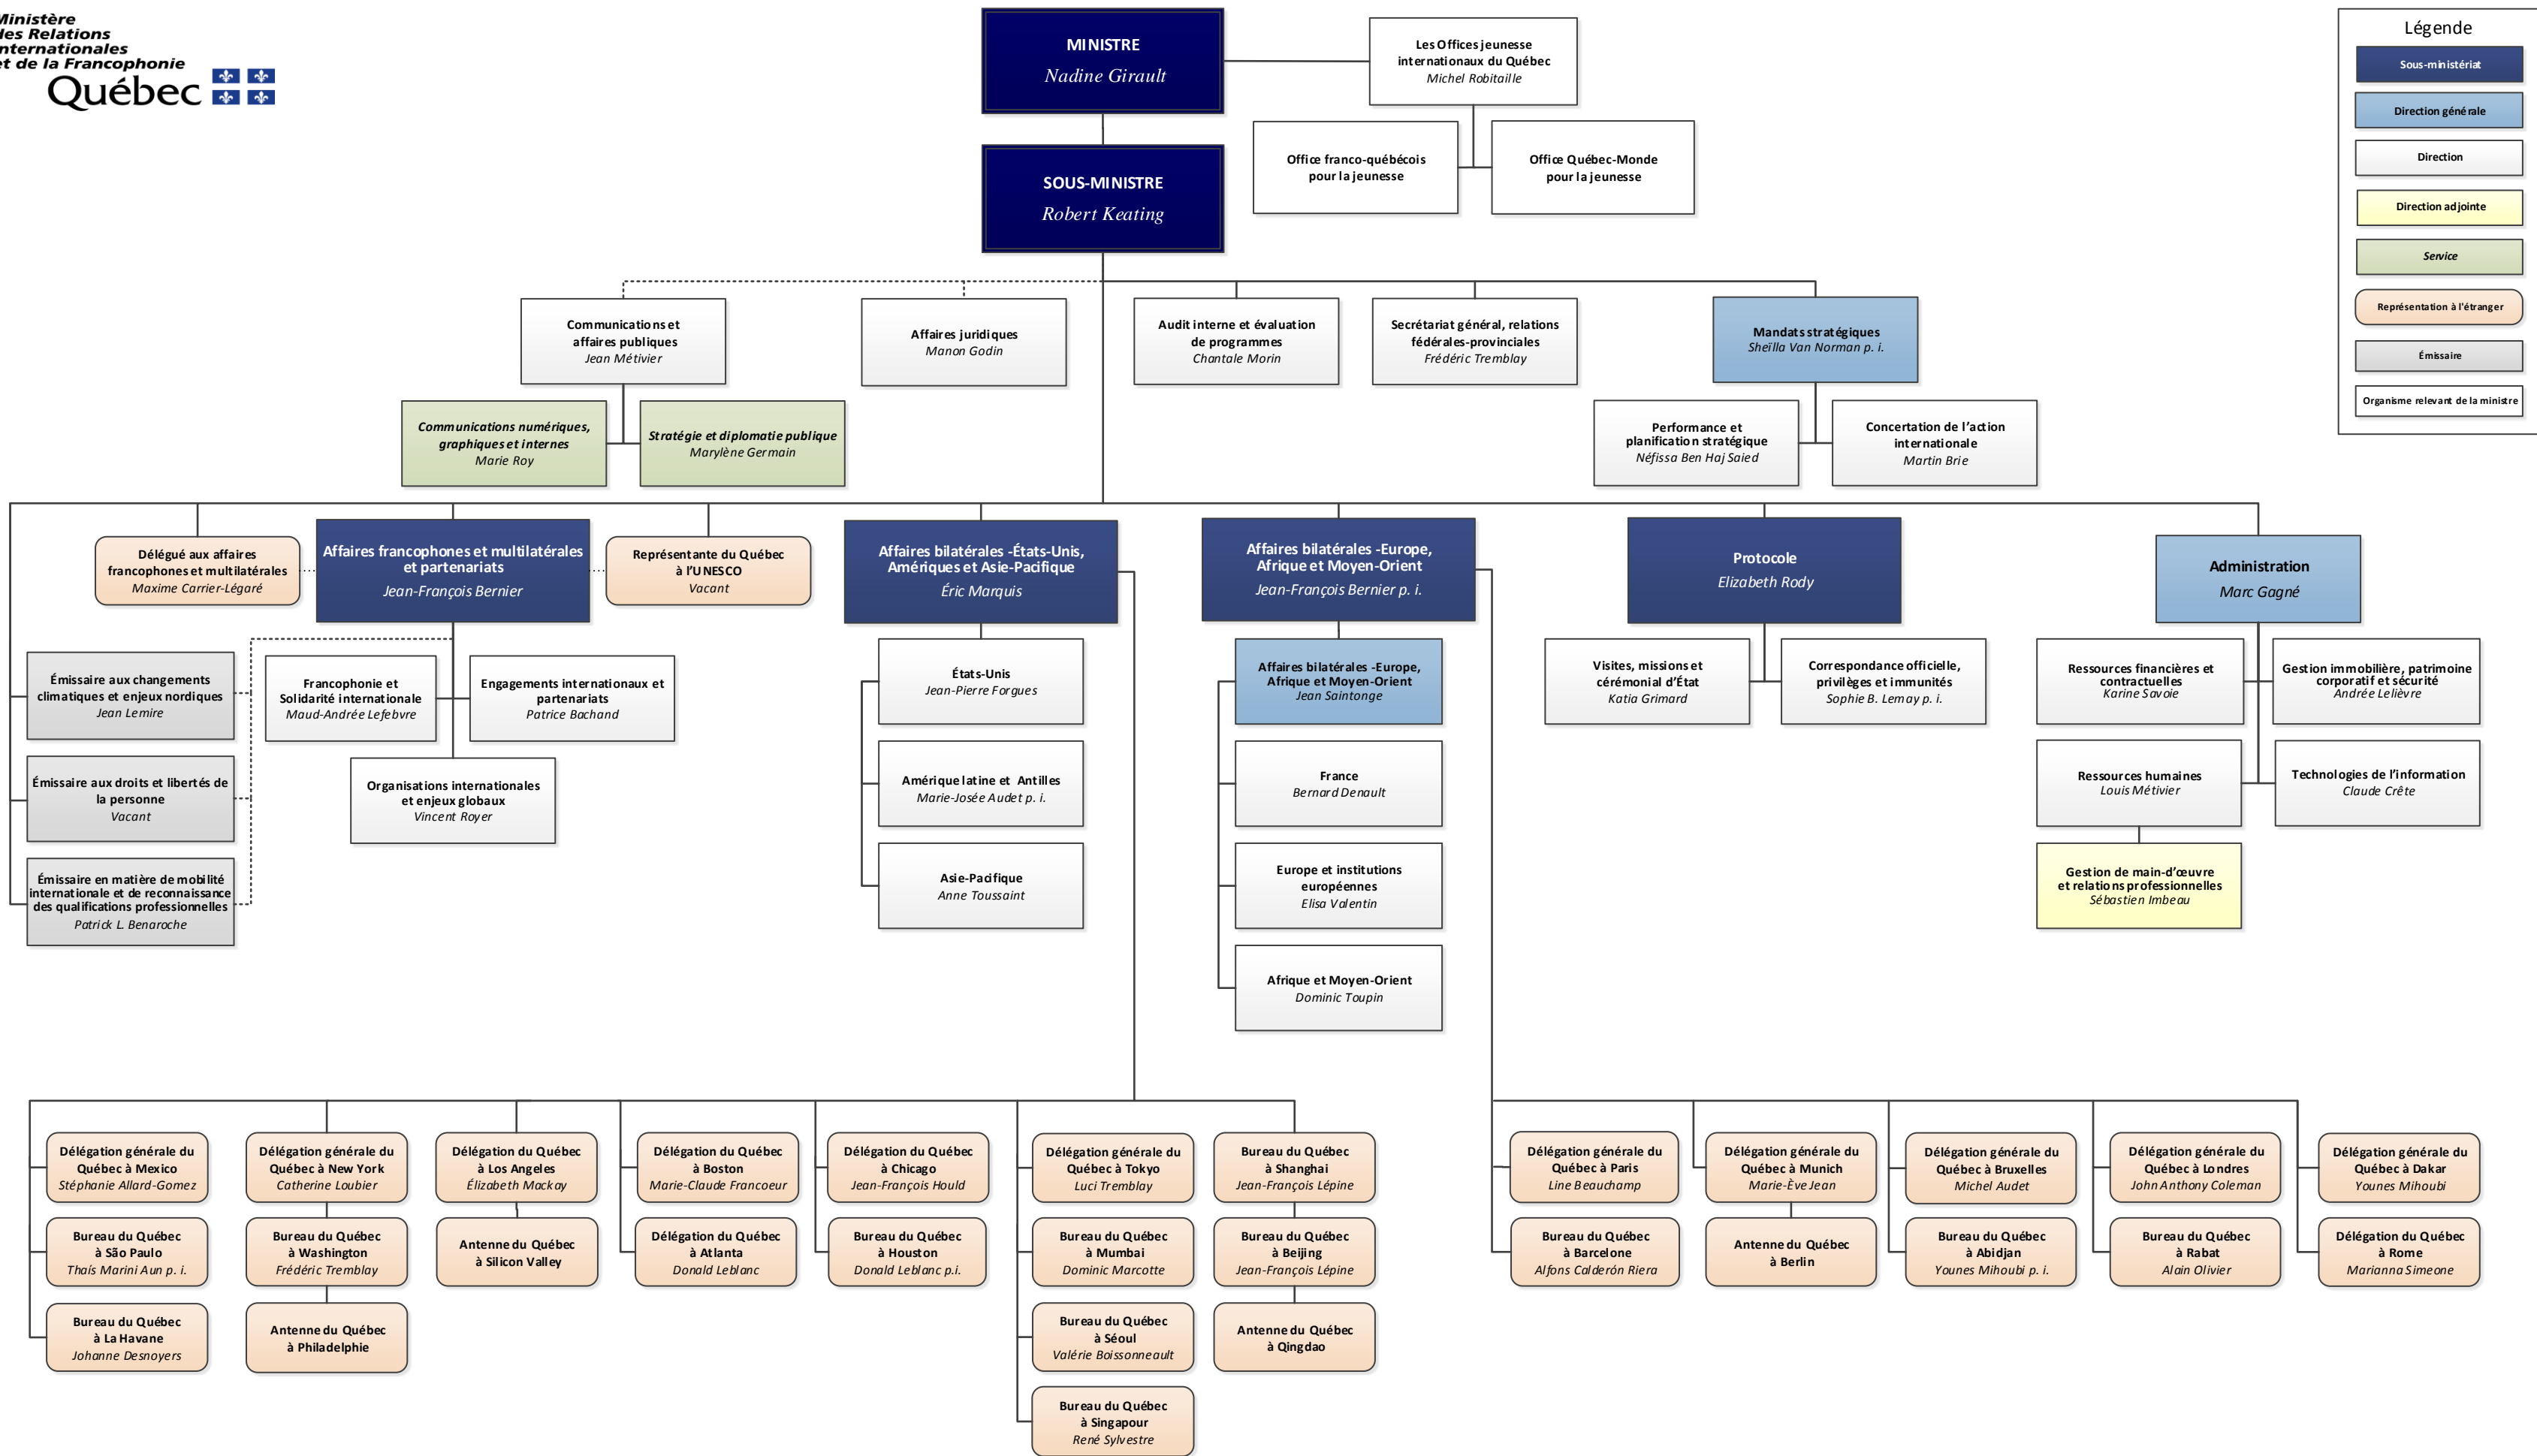 Ministère
des Relations
internationales
et de la Francophonie
Québec
MINISTRE
Nadine Girault
Les Offices jeunesse
internationaux du Québec
Michel Robitaille
Office franco-québécois
pour la jeunesse
Office Québec-Monde
pour la jeunesse
SOUS-MINISTRE
Robert Keating
Légende
Sous-ministériat
Direction générale
Direction
Direction adjointe
Service
Représentation à l'étranger
Émissaire
Organisme relevant de la ministre
Communications et
affaires publiques
Jean Métivier
Affaires juridiques
Manon Godin
Audit interne et évaluation
de programmes
Chantale Morin
Secrétariat général, relations
fédérales-provinciales
Frédéric Tremblay
Mandats stratégiques
Sheïlla Van Norman p. i.
Communications numériques,
graphiques et internes
Marie Roy
Stratégie et diplomatie publique
Marylène Germain
Performance et
planification stratégique
Néfissa Ben Haj Saied
Concertation de l'action
internationale
Martin Brie
Délégué aux affaires
francophones et multilatérales
Maxime Carrier-Légaré
Affaires francophones et multilatérales
et partenariats
Jean-François Bernier
Représentante du Québec
à l'UNESCO
Vacant
Affaires bilatérales -États-Unis,
Amériques et Asie-Pacifique
Éric Marquis
Affaires bilatérales -Europe,
Afrique et Moyen-Orient
Jean-François Bernier p. i.
Protocole
Elizabeth Rody
Administration
Marc Gagné
Émissaire aux changements
climatiques et enjeux nordiques
Jean Lemire
Émissaire aux droits et libertés de
la personne
Vacant
Émissaire en matière de mobilité
internationale et de reconnaissance
des qualifications professionnelles
Patrick L. Benaroche
Francophonie et
Solidarité internationale
Maud-Andrée Lefebvre
Engagements internationaux et
partenariats
Patrice Bachand
Organisations internationales
et enjeux globaux
Vincent Royer
États-Unis
Jean-Pierre Forgues
Amérique latine et Antilles
Marie-Josée Audet p. i.
Asie-Pacifique
Anne Toussaint
Affaires bilatérales -Europe,
Afrique et Moyen-Orient
Jean Saintonge
France
Bernard Denault
Europe et institutions
européennes
Elisa Valentin
Afrique et Moyen-Orient
Dominic Toupin
Visites, missions et
cérémonial d'État
Katia Grimard
Correspondance officielle,
privilèges et immunités
Sophie B. Lemay p. i.
Ressources financières et
contractuelles
Karine Savoie
Gestion immobilière, patrimoine
corporatif et sécurité
Andrée Lelièvre
Ressources humaines
Louis Métivier
Technologies de l'information
Claude Crête
Gestion de main-d'œuvre
et relations professionnelles
Sébastien Imbeau
Délégation générale du
Québec à Mexico
Stéphanie Allard-Gomez
Bureau du Québec
à São Paulo
Thaís Marini Aun p. i.
Bureau du Québec
à La Havane
Johanne Desnoyers
Délégation générale du
Québec à New York
Catherine Loubier
Bureau du Québec
à Washington
Frédéric Tremblay
Antenne du Québec
à Philadelphie
Délégation du Québec
à Los Angeles
Élizabeth Mackay
Antenne du Québec
à Silicon Valley
Délégation du Québec
à Boston
Marie-Claude Francoeur
Délégation du Québec
à Atlanta
Donald Leblanc
Délégation du Québec
à Chicago
Jean-François Hould
Bureau du Québec
à Houston
Donald Leblanc p.i.
Délégation générale du
Québec à Tokyo
Luci Tremblay
Bureau du Québec
à Mumbai
Dominic Marcotte
Bureau du Québec
à Séoul
Valérie Boissonneault
Bureau du Québec
à Singapour
René Sylvestre
Bureau du Québec
à Shanghai
Jean-François Lépine
Bureau du Québec
à Beijing
Jean-François Lépine
Antenne du Québec
à Qingdao
Délégation générale du
Québec à Paris
Line Beauchamp
Bureau du Québec
à Barcelone
Alfons Calderón Riera
Délégation générale du
Québec à Munich
Marie-Ève Jean
Antenne du Québec
à Berlin
Délégation générale du
Québec à Bruxelles
Michel Audet
Bureau du Québec
à Abidjan
Younes Mihoubi p. i.
Délégation générale du
Québec à Londres
John Anthony Coleman
Bureau du Québec
à Rabat
Alain Olivier
Délégation générale du
Québec à Dakar
Younes Mihoubi
Délégation du Québec
à Rome
Marianna Simeone